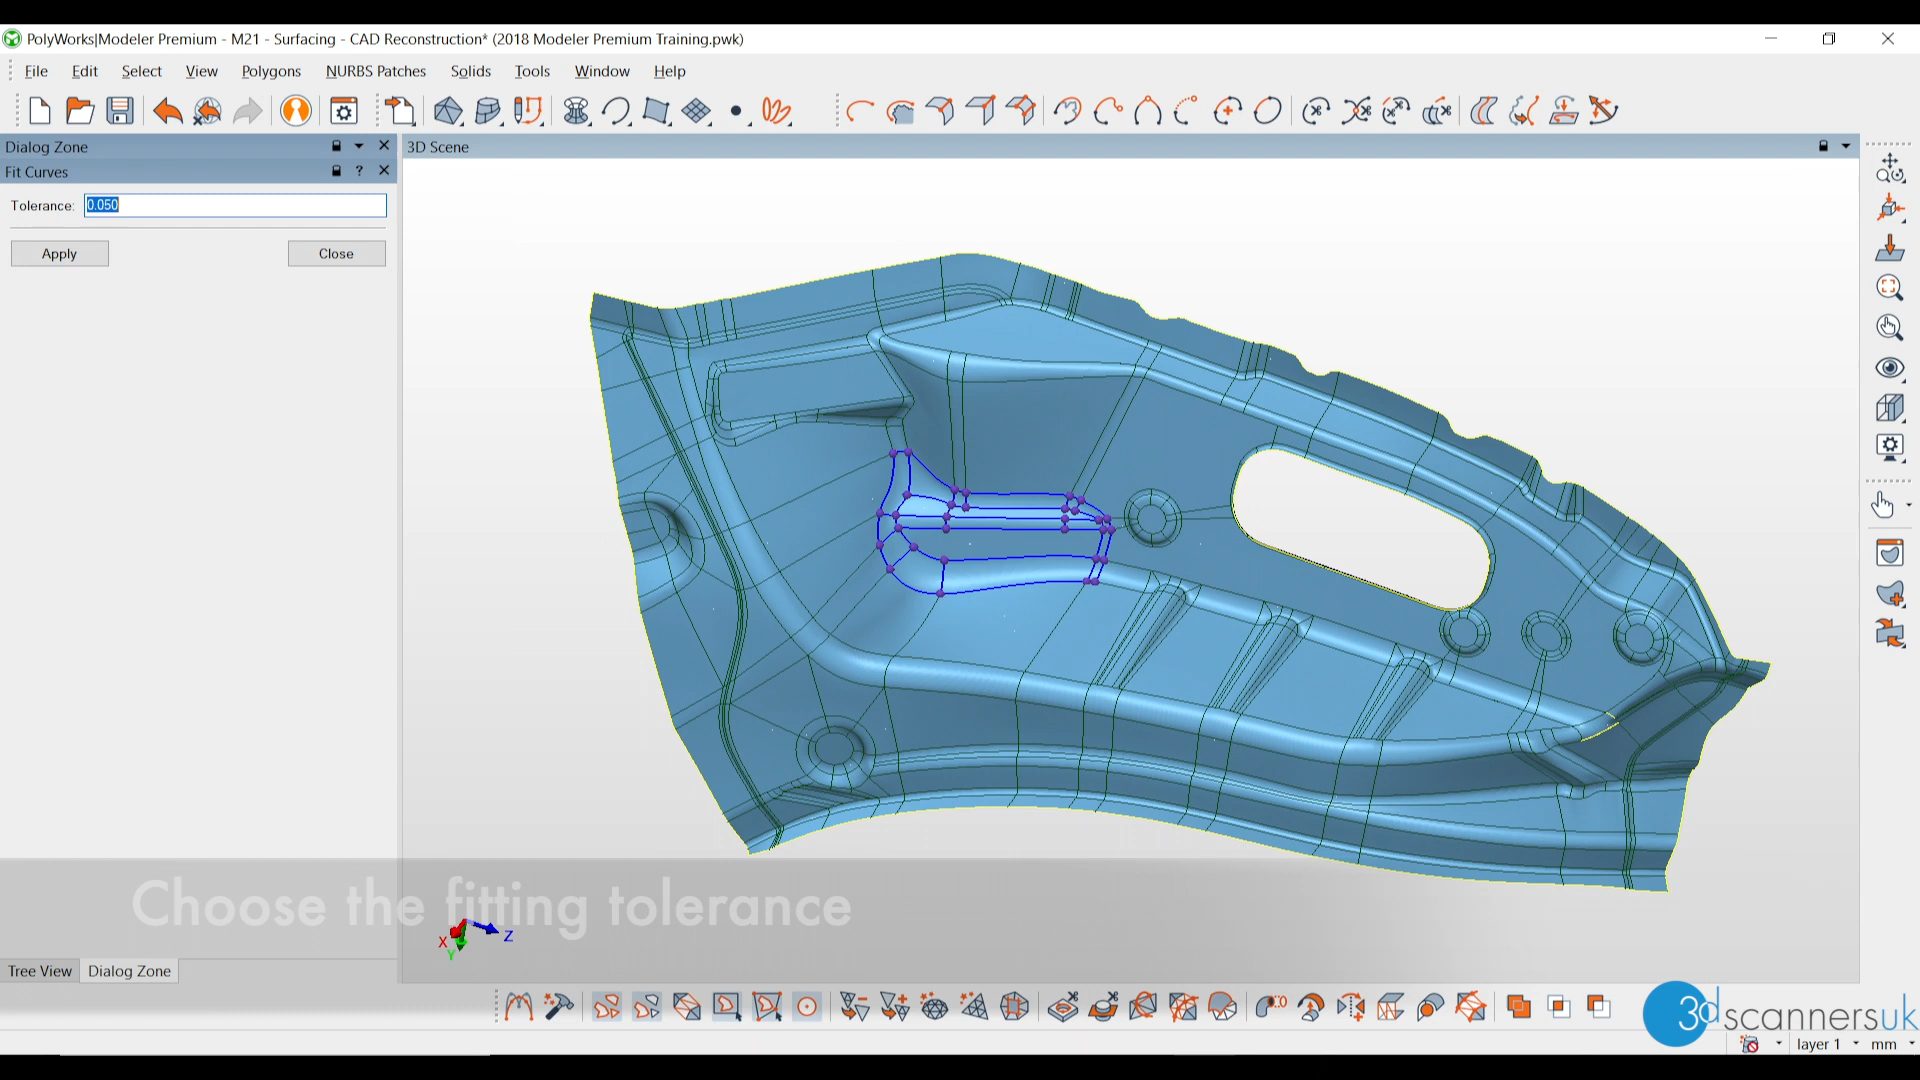 PolyWorks|Modeler Premium - M21 - Surfacing - CAD Reconstruction* (2018 Modeler Premium Training.pwk)
File Edit Select View Polygons NURBS Patches Solids Tools Window Help
Dialog Zone
3D Scene
Fit Curves
Tolerance: 0.050
Apply Close
Choose the fitting tolerance
X Y Z
Tree View Dialog Zone
3dscannersuk
layer 1 mm